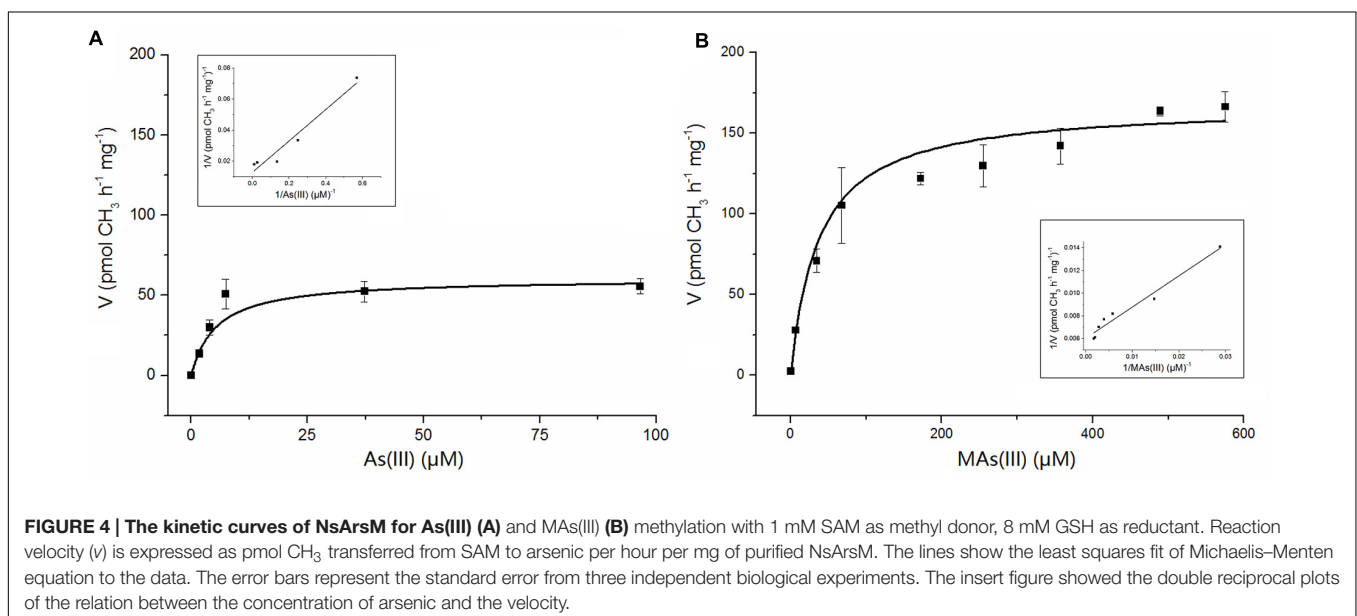 A
200
150
100
50
0
V (pmol CH₃ h⁻¹ mg⁻¹)
0 25 50 75 100
As(III) (μM)
0.08
0.06
0.04
0.02
1/V (pmol CH₃ h⁻¹ mg⁻¹)⁻¹
0.0 0.2 0.4 0.6
1/As(III) (μM)⁻¹
B
200
150
100
50
0
V (pmol CH₃ h⁻¹ mg⁻¹)
0 200 400 600
MAs(III) (μM)
0.014
0.012
0.010
0.008
0.006
1/V (pmol CH₃ h⁻¹ mg⁻¹)⁻¹
0.00 0.01 0.02 0.03
1/MAs(III) (μM)⁻¹
FIGURE 4 | The kinetic curves of NsArsM for As(III) (A) and MAs(III) (B) methylation with 1 mM SAM as methyl donor, 8 mM GSH as reductant. Reaction
velocity (v) is expressed as pmol CH₃ transferred from SAM to arsenic per hour per mg of purified NsArsM. The lines show the least squares fit of Michaelis–Menten
equation to the data. The error bars represent the standard error from three independent biological experiments. The insert figure showed the double reciprocal plots
of the relation between the concentration of arsenic and the velocity.